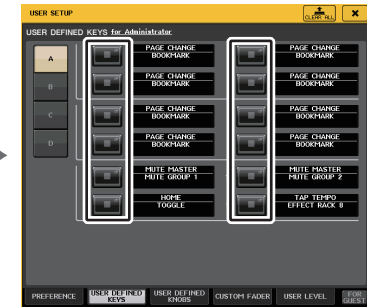 USER SETUP
CLEAR ALL
USER DEFINED KEYS for Administrator
A
B
C
D
PAGE CHANGE
BOOKMARK
PAGE CHANGE
BOOKMARK
PAGE CHANGE
BOOKMARK
PAGE CHANGE
BOOKMARK
PAGE CHANGE
BOOKMARK
PAGE CHANGE
BOOKMARK
PAGE CHANGE
BOOKMARK
PAGE CHANGE
BOOKMARK
MUTE MASTER
MUTE GROUP 1
MUTE MASTER
MUTE GROUP 2
HOME
TOGGLE
TAP TEMPO
EFFECT RACK 8
PREFERENCE
USER DEFINED
KEYS
USER DEFINED
KNOBS
CUSTOM FADER
USER LEVEL
FOR
GUEST